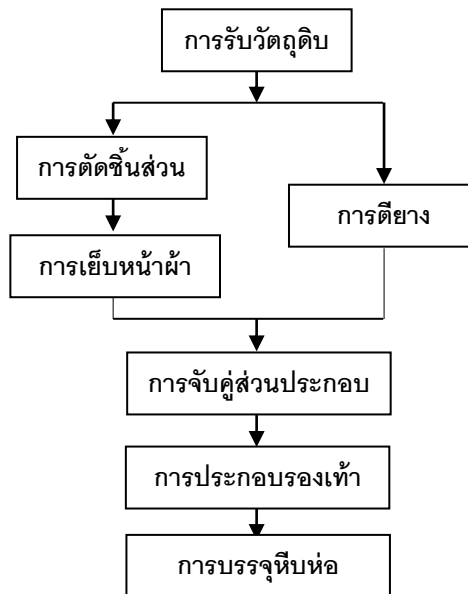 การรับวัตถุดิบ
การตัดชิ้นส่วน
การตียาง
การเย็บหน้าผ้า
การจับคู่ส่วนประกอบ
การประกอบรองเท้า
การบรรจุหีบห่อ